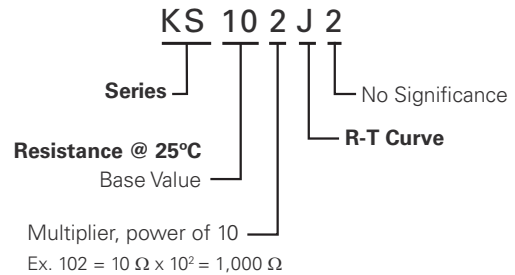 KS 10 2 J 2
Series
No Significance
R-T Curve
Resistance @ 25ºC
Base Value
Multiplier, power of 10
Ex. 102 = 10 Ω x 10² = 1,000 Ω